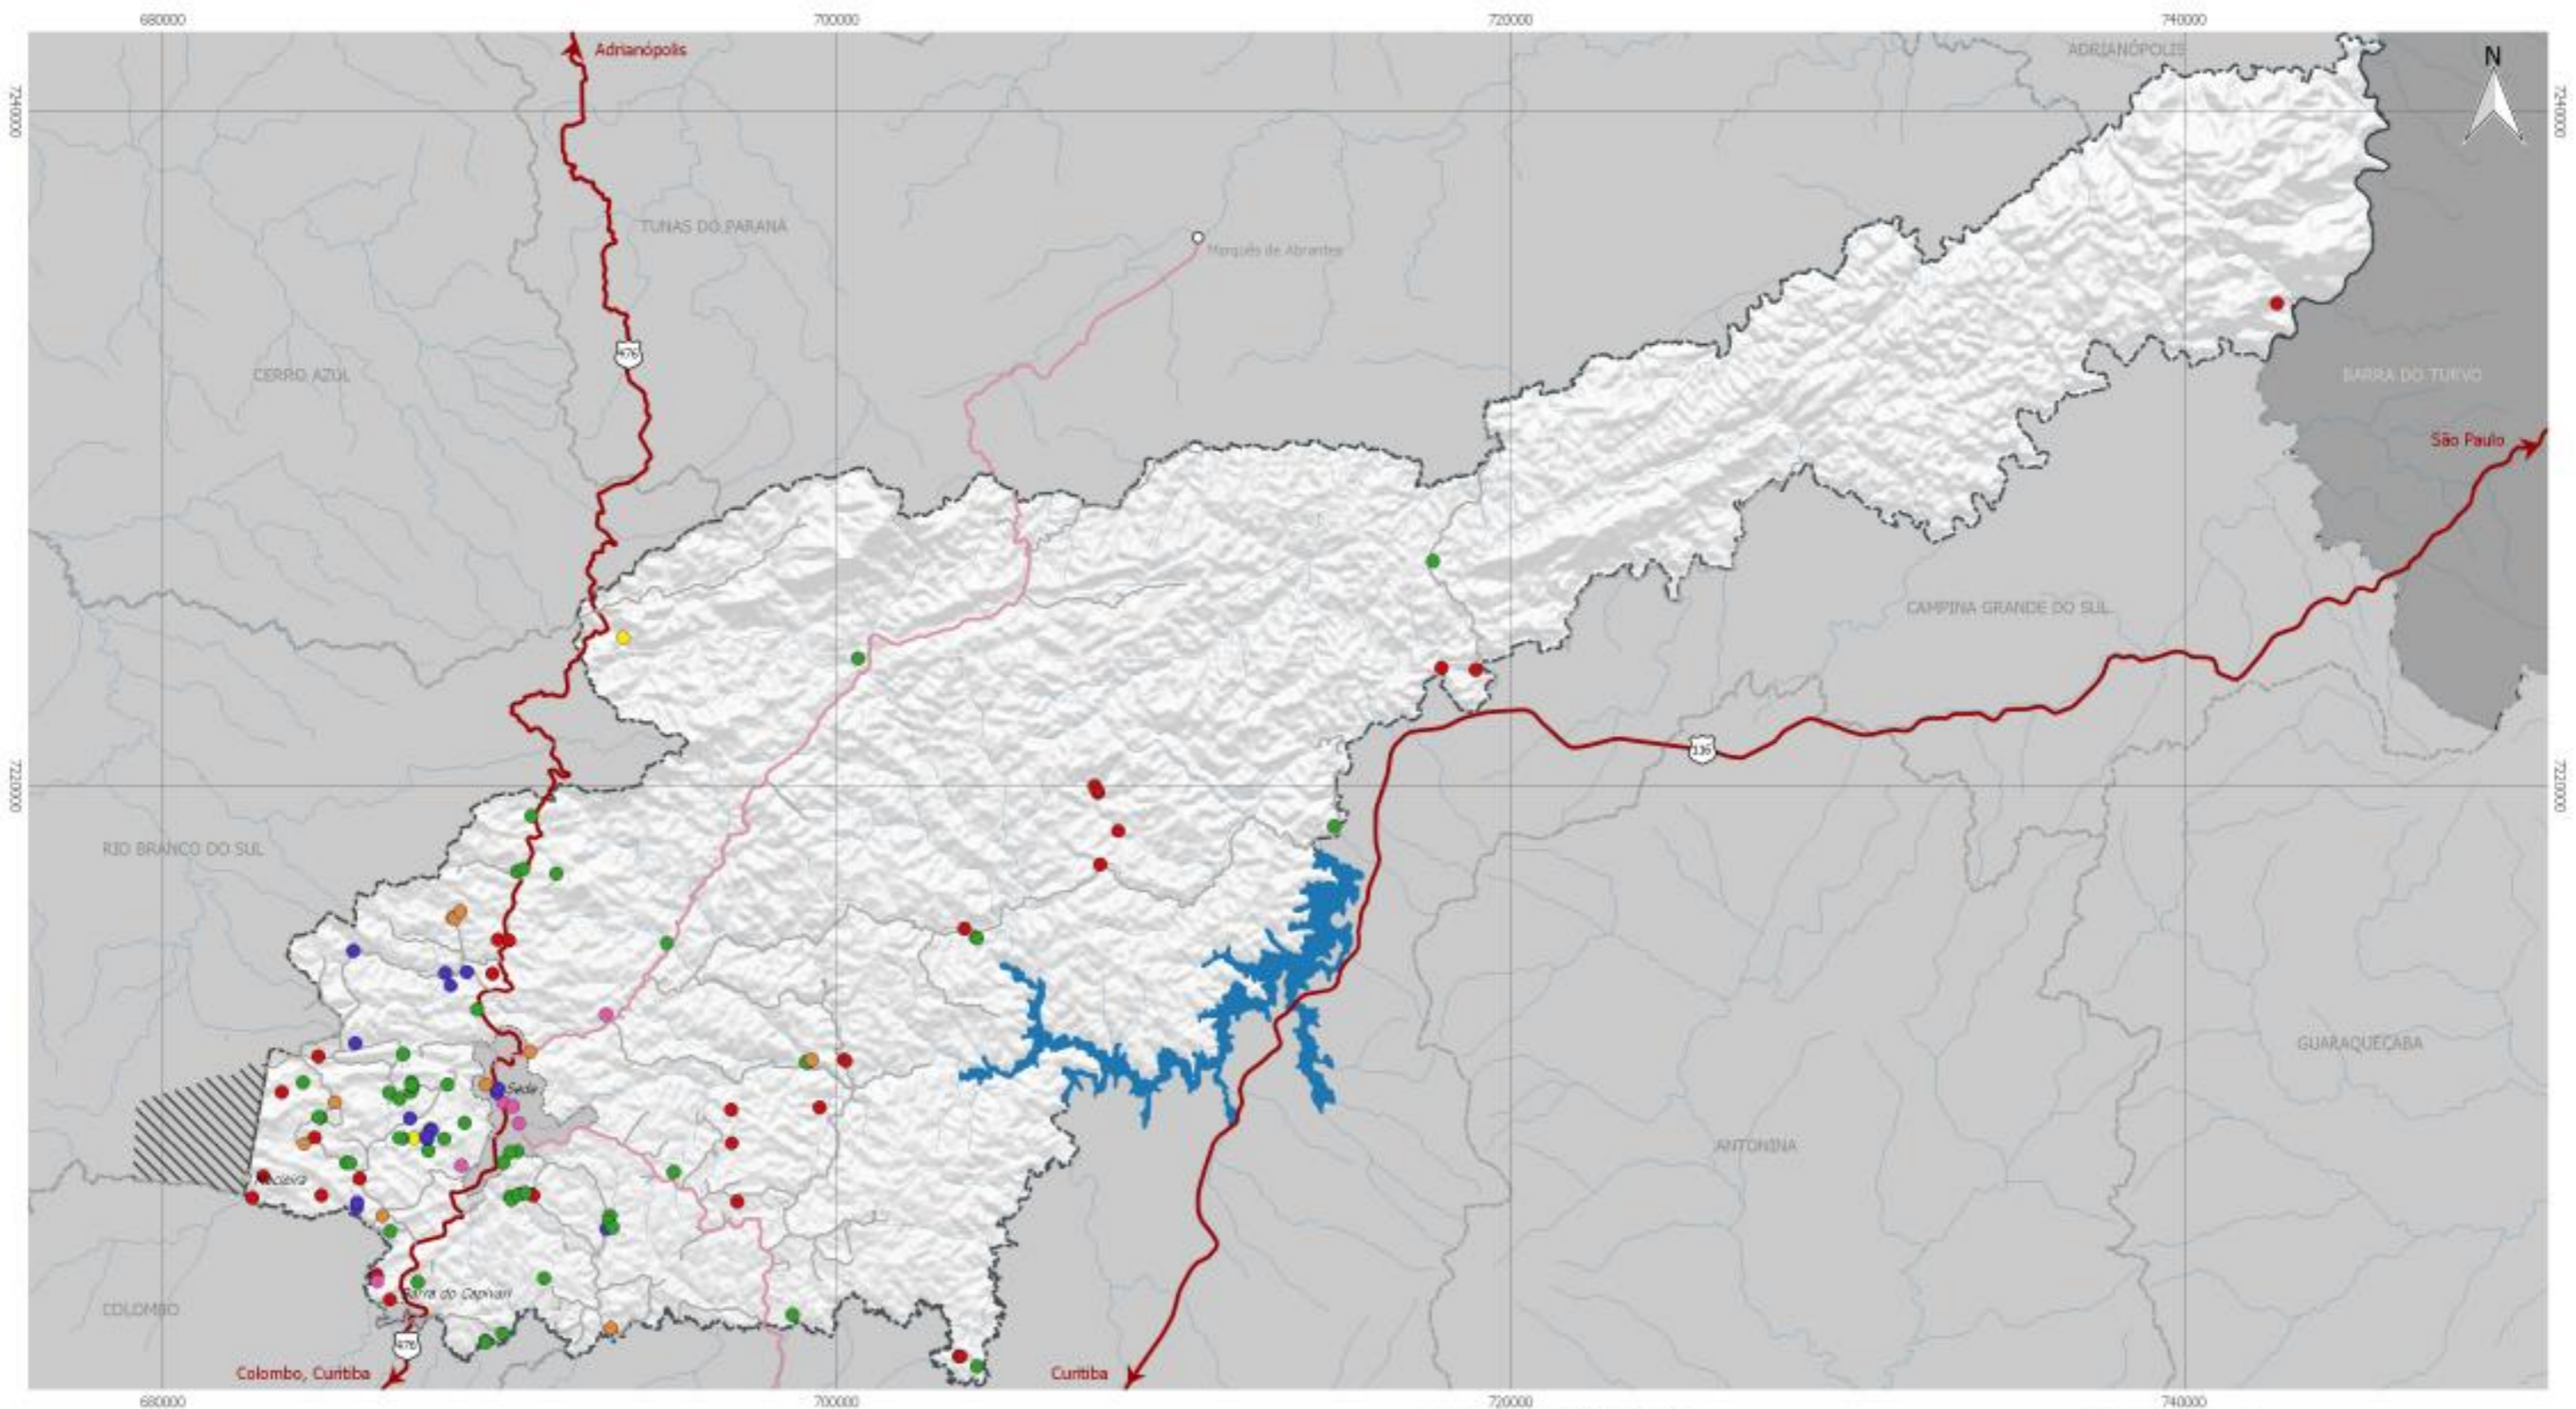 680000
700000
720000
740000
Adrianópolis
ADRIANÓPOLIS
N
7240000
7240000
TUNAS DO PARANÁ
Marquês de Abrantes
476
CERRO AZUL
BARRA DO TURVO
São Paulo
CAMPINA GRANDE DO SUL
116
7220000
7220000
RIO BRANCO DO SUL
GUARAQUEÇABA
Sede
ANTONINA
Barra do Capivari
COLOMBO
476
Colombo, Curitiba
Curitiba
680000
700000
720000
740000